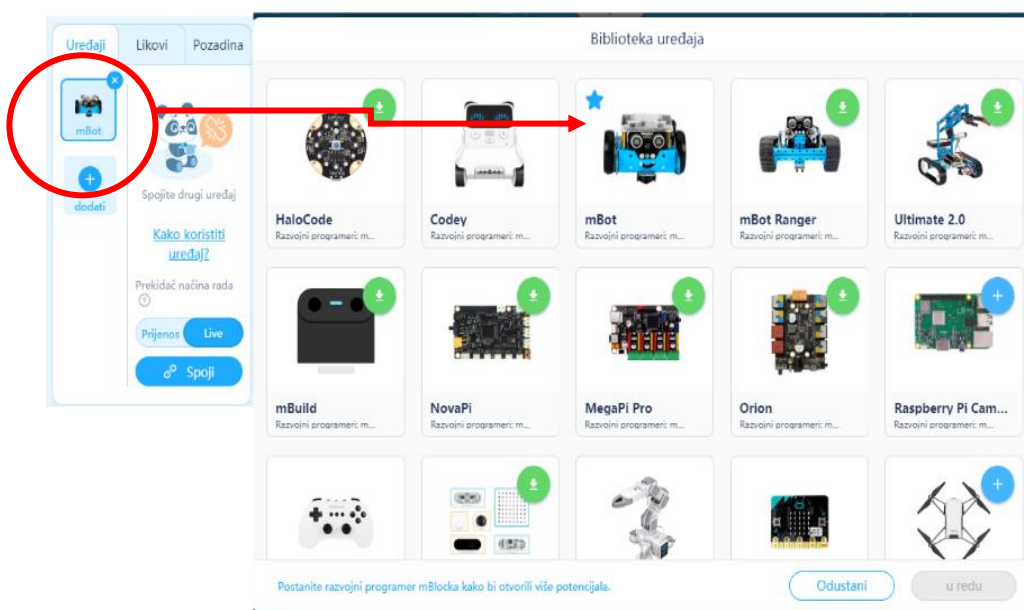 Uređaji
Likovi
Pozadina
mBot
dodati
Spojite drugi uređaj
Kako koristiti
uređaj?
Prekidač načina rada
Prijenos
Live
Spoji
Biblioteka uređaja
HaloCode
Razvojni programeri: m...
Codey
Razvojni programeri: m...
mBot
Razvojni programeri: m...
mBot Ranger
Razvojni programeri: m...
Ultimate 2.0
Razvojni programeri: m...
mBuild
Razvojni programeri: m...
NovaPi
Razvojni programeri: m...
MegaPi Pro
Razvojni programeri: m...
Orion
Razvojni programeri: m...
Raspberry Pi Cam...
Razvojni programeri: m...
Postanite razvojni programer mBlocka kako bi otvorili više potencijala.
Odustani
u redu